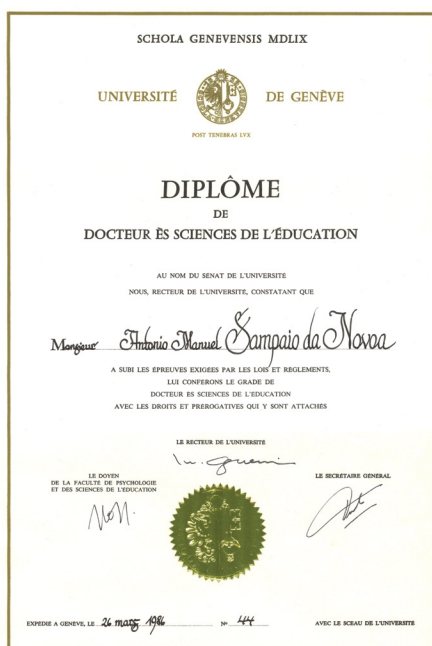 SCHOLA GENEVENSIS MDLIX
UNIVERSITÉ DE GENÈVE
POST TENEBRAS LVX
DIPLÔME
DE
DOCTEUR ÈS SCIENCES DE L'ÉDUCATION
AU NOM DU SENAT DE L'UNIVERSITE
NOUS, RECTEUR DE L'UNIVERSITE, CONSTATANT QUE
Monsieur Antonio Manuel Sampaio da Novoa
A SUBI LES EPREUVES EXIGEES PAR LES LOIS ET REGLEMENTS,
LUI CONFERONS LE GRADE DE
DOCTEUR ES SCIENCES DE L'EDUCATION
AVEC LES DROITS ET PREROGATIVES QUI Y SONT ATTACHES
LE RECTEUR DE L'UNIVERSITE
LE DOYEN
DE LA FACULTE DE PSYCHOLOGIE
ET DES SCIENCES DE L'EDUCATION
LE SECRETAIRE GENERAL
EXPEDIE A GENEVE, LE 26 mars 1986 Nº 44 AVEC LE SCEAU DE L'UNIVERSITE